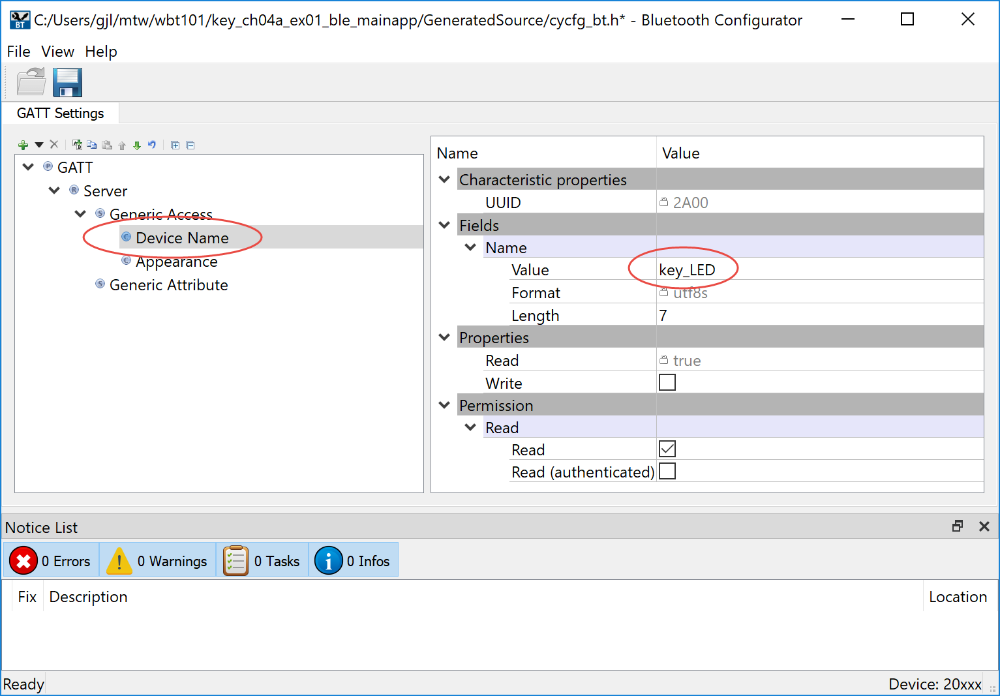 C:/Users/gjl/mtw/wbt101/key_ch04a_ex01_ble_mainapp/GeneratedSource/cycfg_bt.h* - Bluetooth Configurator
BT
File View Help
GATT Settings
P GATT
R Server
S Generic Access
C Device Name
C Appearance
S Generic Attribute
Name Value
Characteristic properties
UUID 2A00
Fields
Name
Value key_LED
Format utf8s
Length 7
Properties
Read true
Write
Permission
Read
Read
Read (authenticated)
Notice List
0 Errors 0 Warnings 0 Tasks 0 Infos
Fix Description Location
Ready Device: 20xxx